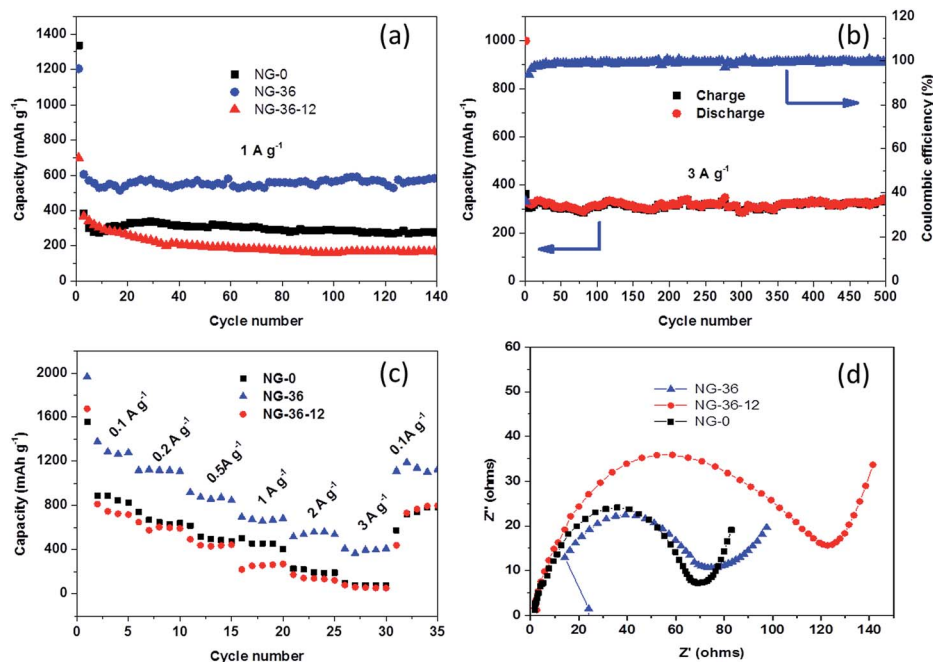 (a)
1400
1200
1000
800
600
400
200
0
Capacity (mAh g⁻¹)
NG-0
NG-36
NG-36-12
1 A g⁻¹
0 20 40 60 80 100 120 140
Cycle number
(b)
1000
800
600
400
300
0
Capacity (mAh g⁻¹)
120
100
80
60
40
20
0
Coulombic efficiency (%)
Charge
Discharge
3 A g⁻¹
0 50 100 150 200 250 300 350 400 450 500
Cycle number
(c)
2000
1600
1200
800
400
0
Capacity (mAh g⁻¹)
NG-0
NG-36
NG-36-12
0.1 A g⁻¹
0.2 A g⁻¹
0.5A g⁻¹
1 A g⁻¹
2A g⁻¹
3 A g⁻¹
0.1A g⁻¹
0 5 10 15 20 25 30 35
Cycle number
(d)
60
50
40
30
20
10
0
Z'' (ohms)
NG-36
NG-36-12
NG-0
0 20 40 60 80 100 120 140
Z' (ohms)